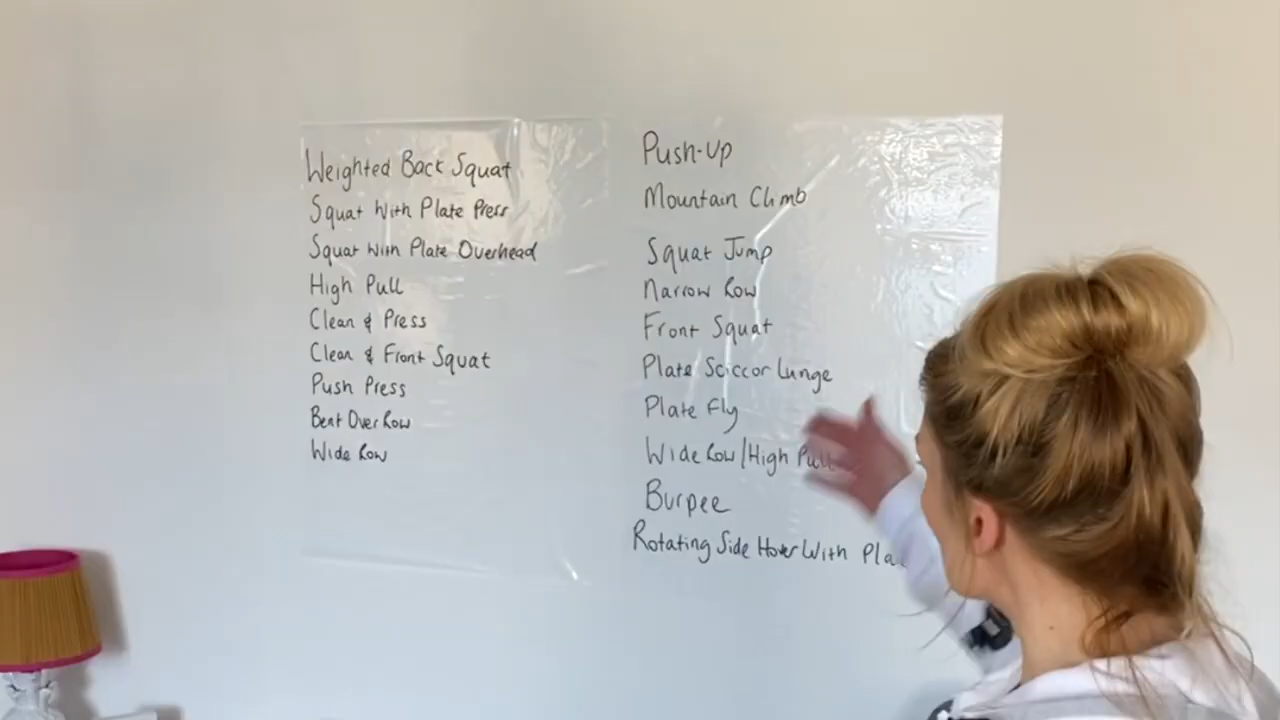 Weighted Back Squat
Squat With Plate Press
Squat With Plate Overhead
High Pull
Clean & Press
Clean & Front Squat
Push Press
Bent Over Row
Wide Row
Push-Up
Mountain Climb
Squat Jump
Narrow Row
Front Squat
Plate Sciccor Lunge
Plate Fly
Wide Row/High Pull
Burpee
Rotating Side Hover With